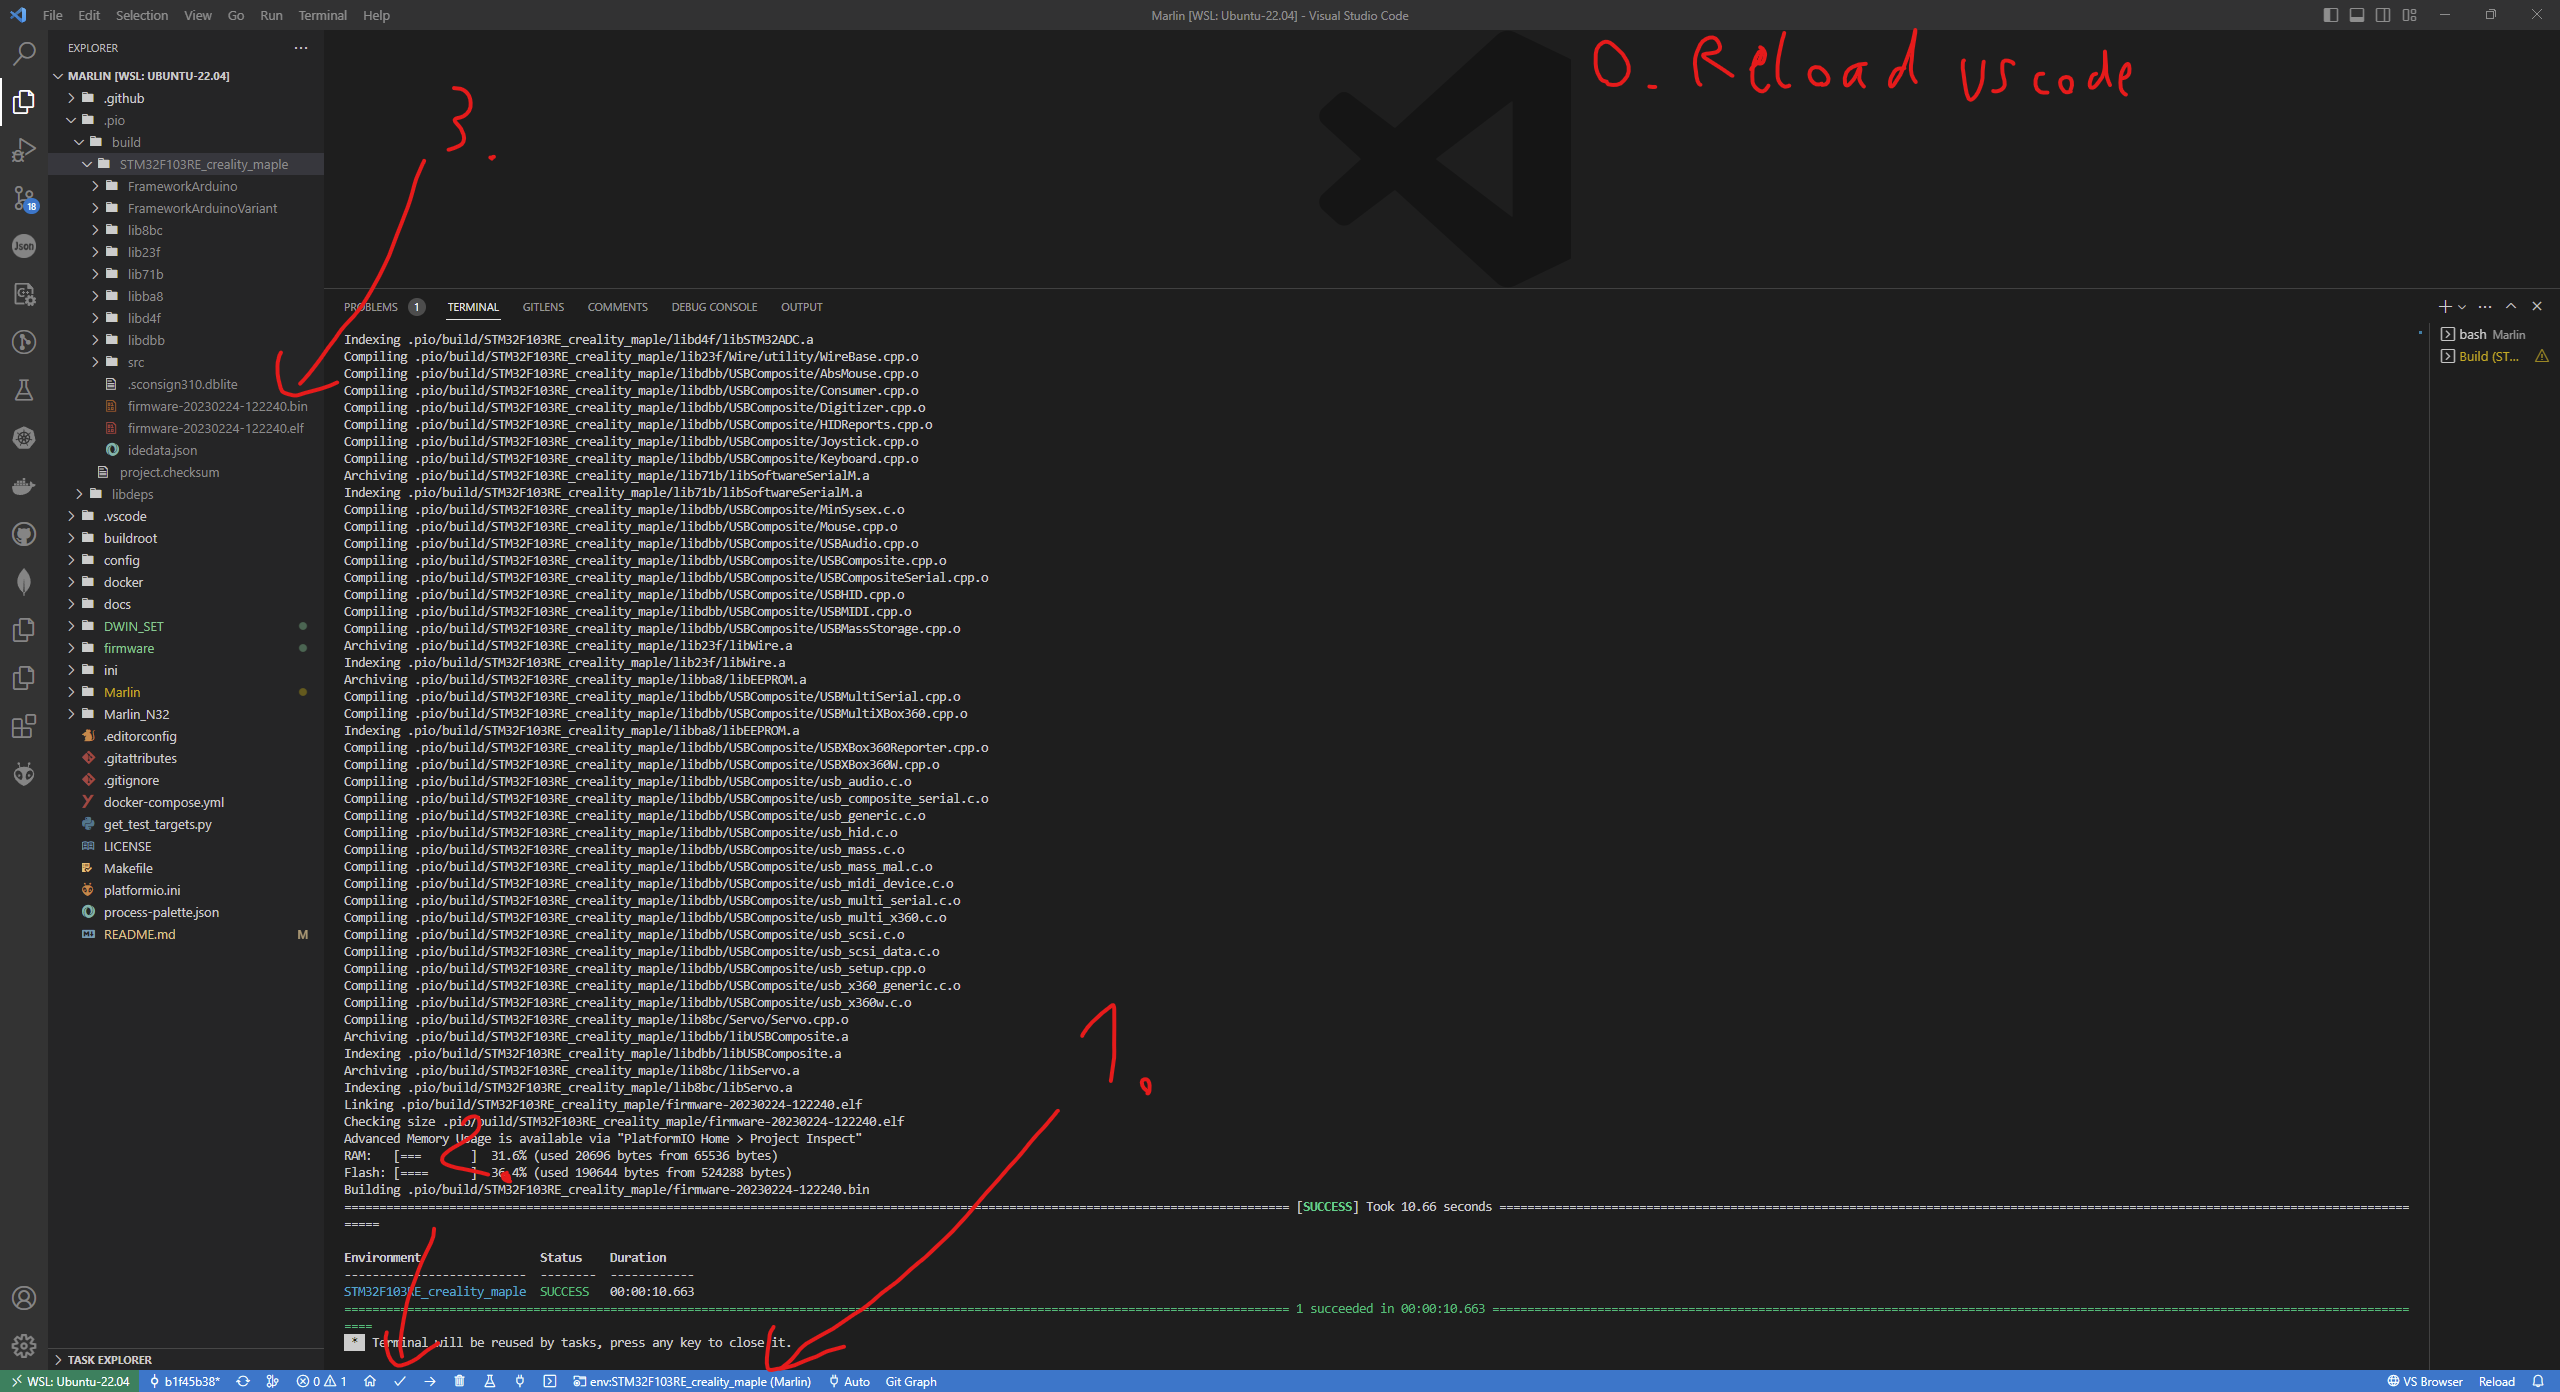 File Edit Selection View Go Run Terminal Help
Marlin [WSL: Ubuntu-22.04] - Visual Studio Code
0. Reload vscode
EXPLORER
MARLIN [WSL: UBUNTU-22.04]
.github
.pio
build
STM32F103RE_creality_maple
FrameworkArduino
FrameworkArduinoVariant
lib8bc
lib23f
lib71b
libba8
libd4f
libdbb
src
.sconsign310.dblite
firmware-20230224-122240.bin
firmware-20230224-122240.elf
idedata.json
project.checksum
libdeps
.vscode
buildroot
config
docker
docs
DWIN_SET
firmware
ini
Marlin
Marlin_N32
.editorconfig
.gitattributes
.gitignore
docker-compose.yml
get_test_targets.py
LICENSE
Makefile
platformio.ini
process-palette.json
README.md M
TASK EXPLORER
18
Json
3.
PROBLEMS 1 TERMINAL GITLENS COMMENTS DEBUG CONSOLE OUTPUT
Indexing .pio/build/STM32F103RE_creality_maple/libd4f/libSTM32ADC.a
Compiling .pio/build/STM32F103RE_creality_maple/lib23f/Wire/utility/WireBase.cpp.o
Compiling .pio/build/STM32F103RE_creality_maple/libdbb/USBComposite/AbsMouse.cpp.o
Compiling .pio/build/STM32F103RE_creality_maple/libdbb/USBComposite/Consumer.cpp.o
Compiling .pio/build/STM32F103RE_creality_maple/libdbb/USBComposite/Digitizer.cpp.o
Compiling .pio/build/STM32F103RE_creality_maple/libdbb/USBComposite/HIDReports.cpp.o
Compiling .pio/build/STM32F103RE_creality_maple/libdbb/USBComposite/Joystick.cpp.o
Compiling .pio/build/STM32F103RE_creality_maple/libdbb/USBComposite/Keyboard.cpp.o
Archiving .pio/build/STM32F103RE_creality_maple/lib71b/libSoftwareSerialM.a
Indexing .pio/build/STM32F103RE_creality_maple/lib71b/libSoftwareSerialM.a
Compiling .pio/build/STM32F103RE_creality_maple/libdbb/USBComposite/MinSysex.c.o
Compiling .pio/build/STM32F103RE_creality_maple/libdbb/USBComposite/Mouse.cpp.o
Compiling .pio/build/STM32F103RE_creality_maple/libdbb/USBComposite/USBAudio.cpp.o
Compiling .pio/build/STM32F103RE_creality_maple/libdbb/USBComposite/USBComposite.cpp.o
Compiling .pio/build/STM32F103RE_creality_maple/libdbb/USBComposite/USBCompositeSerial.cpp.o
Compiling .pio/build/STM32F103RE_creality_maple/libdbb/USBComposite/USBHID.cpp.o
Compiling .pio/build/STM32F103RE_creality_maple/libdbb/USBComposite/USBMIDI.cpp.o
Compiling .pio/build/STM32F103RE_creality_maple/libdbb/USBComposite/USBMassStorage.cpp.o
Archiving .pio/build/STM32F103RE_creality_maple/lib23f/libWire.a
Indexing .pio/build/STM32F103RE_creality_maple/lib23f/libWire.a
Archiving .pio/build/STM32F103RE_creality_maple/libba8/libEEPROM.a
Compiling .pio/build/STM32F103RE_creality_maple/libdbb/USBComposite/USBMultiSerial.cpp.o
Compiling .pio/build/STM32F103RE_creality_maple/libdbb/USBComposite/USBMultiXBox360.cpp.o
Indexing .pio/build/STM32F103RE_creality_maple/libba8/libEEPROM.a
Compiling .pio/build/STM32F103RE_creality_maple/libdbb/USBComposite/USBXBox360Reporter.cpp.o
Compiling .pio/build/STM32F103RE_creality_maple/libdbb/USBComposite/USBXBox360W.cpp.o
Compiling .pio/build/STM32F103RE_creality_maple/libdbb/USBComposite/usb_audio.c.o
Compiling .pio/build/STM32F103RE_creality_maple/libdbb/USBComposite/usb_composite_serial.c.o
Compiling .pio/build/STM32F103RE_creality_maple/libdbb/USBComposite/usb_generic.c.o
Compiling .pio/build/STM32F103RE_creality_maple/libdbb/USBComposite/usb_hid.c.o
Compiling .pio/build/STM32F103RE_creality_maple/libdbb/USBComposite/usb_mass.c.o
Compiling .pio/build/STM32F103RE_creality_maple/libdbb/USBComposite/usb_mass_mal.c.o
Compiling .pio/build/STM32F103RE_creality_maple/libdbb/USBComposite/usb_midi_device.c.o
Compiling .pio/build/STM32F103RE_creality_maple/libdbb/USBComposite/usb_multi_serial.c.o
Compiling .pio/build/STM32F103RE_creality_maple/libdbb/USBComposite/usb_multi_x360.c.o
Compiling .pio/build/STM32F103RE_creality_maple/libdbb/USBComposite/usb_scsi.c.o
Compiling .pio/build/STM32F103RE_creality_maple/libdbb/USBComposite/usb_scsi_data.c.o
Compiling .pio/build/STM32F103RE_creality_maple/libdbb/USBComposite/usb_setup.cpp.o
Compiling .pio/build/STM32F103RE_creality_maple/libdbb/USBComposite/usb_x360_generic.c.o
Compiling .pio/build/STM32F103RE_creality_maple/libdbb/USBComposite/usb_x360w.c.o
Compiling .pio/build/STM32F103RE_creality_maple/lib8bc/Servo/Servo.cpp.o
Archiving .pio/build/STM32F103RE_creality_maple/libdbb/libUSBComposite.a
Indexing .pio/build/STM32F103RE_creality_maple/libdbb/libUSBComposite.a
Archiving .pio/build/STM32F103RE_creality_maple/lib8bc/libServo.a
Indexing .pio/build/STM32F103RE_creality_maple/lib8bc/libServo.a
Linking .pio/build/STM32F103RE_creality_maple/firmware-20230224-122240.elf
Checking size .pio/build/STM32F103RE_creality_maple/firmware-20230224-122240.elf
Advanced Memory Usage is available via "PlatformIO Home > Project Inspect"
RAM: [=== ] 31.6% (used 20696 bytes from 65536 bytes)
Flash: [==== ] 36.4% (used 190644 bytes from 524288 bytes)
Building .pio/build/STM32F103RE_creality_maple/firmware-20230224-122240.bin
[SUCCESS] Took 10.66 seconds
Environment Status Duration
STM32F103RE_creality_maple SUCCESS 00:00:10.663
1 succeeded in 00:00:10.663
* Terminal will be reused by tasks, press any key to close it.
1.
2.
bash Marlin
Build (ST...
WSL: Ubuntu-22.04 b1f45b38* 0 1 env:STM32F103RE_creality_maple (Marlin) Auto Git Graph VS Browser Reload